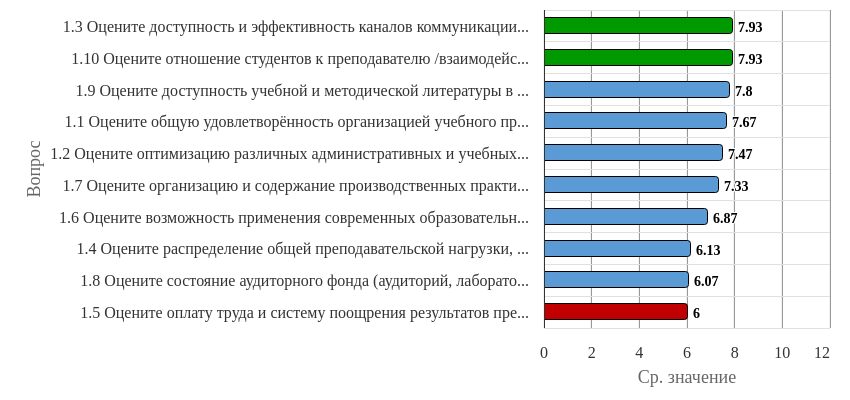 1.3 Оцените доступность и эффективность каналов коммуникации... 7.93
1.10 Оцените отношение студентов к преподавателю /взаимодейс... 7.93
1.9 Оцените доступность учебной и методической литературы в ... 7.8
1.1 Оцените общую удовлетворённость организацией учебного пр... 7.67
1.2 Оцените оптимизацию различных административных и учебных... 7.47
1.7 Оцените организацию и содержание производственных практи... 7.33
1.6 Оцените возможность применения современных образовательн... 6.87
1.4 Оцените распределение общей преподавательской нагрузки, ... 6.13
1.8 Оцените состояние аудиторного фонда (аудиторий, лаборато... 6.07
1.5 Оцените оплату труда и систему поощрения результатов пре... 6
Вопрос
0 2 4 6 8 10 12
Ср. значение